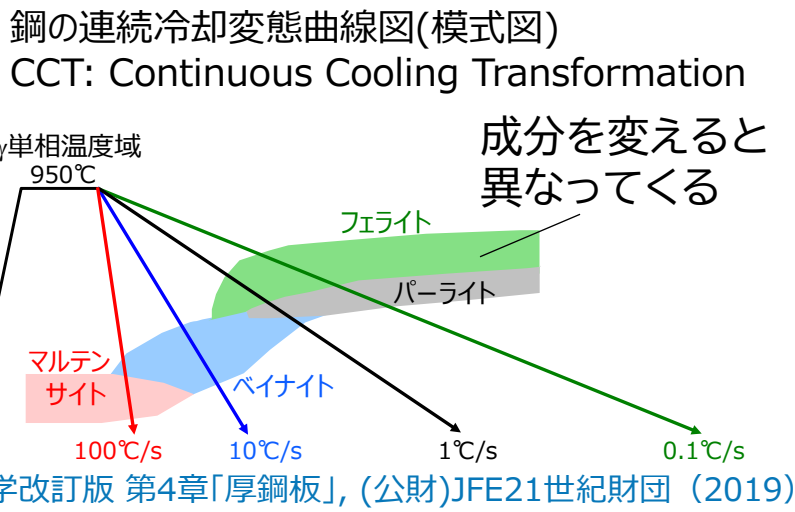 鋼の連続冷却変態曲線図(模式図)
CCT: Continuous Cooling Transformation
成分を変えると
異なってくる
γ単相温度域
950℃
フェライト
パーライト
マルテン
サイト
ベイナイト
100℃/s
10℃/s
1℃/s
0.1℃/s
学改訂版 第4章「厚鋼板」, (公財)JFE21世紀財団（2019）